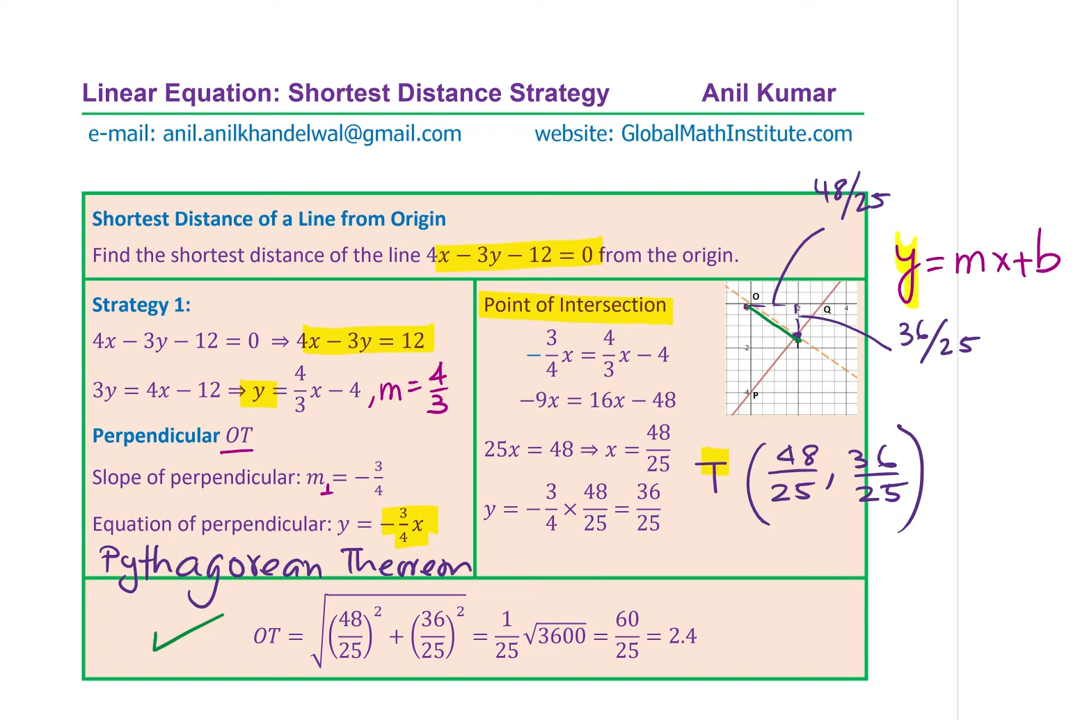 Linear Equation: Shortest Distance Strategy Anil Kumar
e-mail: anil.anilkhandelwal@gmail.com website: GlobalMathInstitute.com
48/25
Shortest Distance of a Line from Origin
Find the shortest distance of the line 4x − 3y − 12 = 0 from the origin.
y = mx+b
Strategy 1:
4x − 3y − 12 = 0 ⇒ 4x − 3y = 12
3y = 4x − 12 ⇒ y = 4/3 x − 4 , m = 4/3
Perpendicular OT
Slope of perpendicular: m⊥ = − 3/4
Equation of perpendicular: y = − 3/4 x
Pythagorean Theorem
Point of Intersection
− 3/4 x = 4/3 x − 4
−9x = 16x − 48
25x = 48 ⇒ x = 48/25
y = − 3/4 × 48/25 = 36/25
O
Q 4
-2
-4 P
36/25
T (48/25, 36/25)
OT = √((48/25)² + (36/25)²) = 1/25 √3600 = 60/25 = 2.4